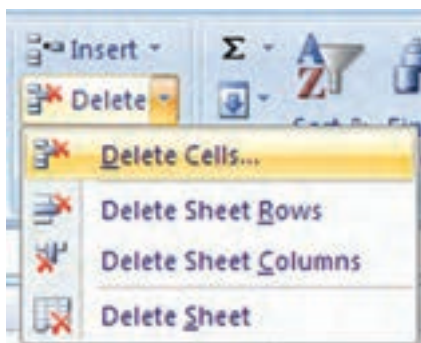 Insert
Σ
A
Z
Delete
Delete Cells...
Delete Sheet Rows
Delete Sheet Columns
Delete Sheet